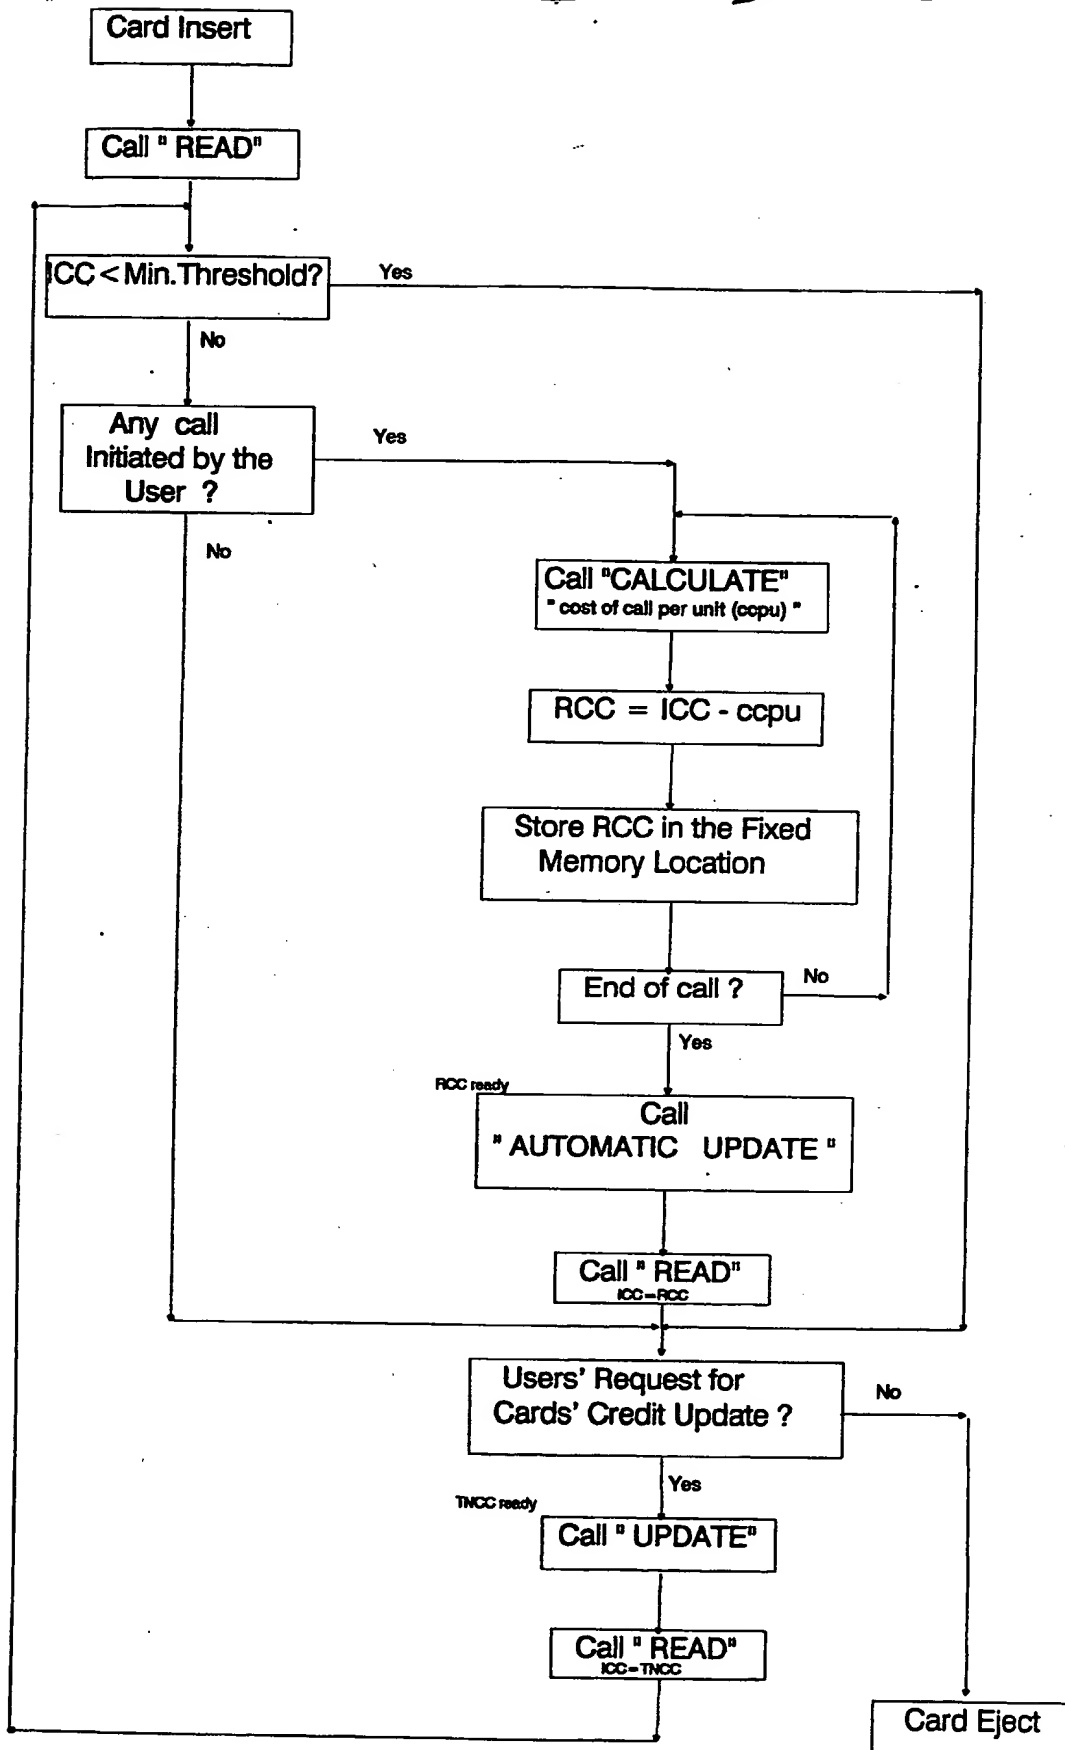 Card Insert
Call " READ"
ICC < Min.Threshold?
Yes
No
Any call
Initiated by the
User ?
Yes
No
Call "CALCULATE"
" cost of call per unit (ccpu) "
RCC = ICC - ccpu
Store RCC in the Fixed
Memory Location
End of call ?
No
Yes
RCC ready
Call
" AUTOMATIC UPDATE "
Call " READ"
ICC=RCC
Users' Request for
Cards' Credit Update ?
No
Yes
TNCC ready
Call " UPDATE"
Call " READ"
ICC=TNCC
Card Eject